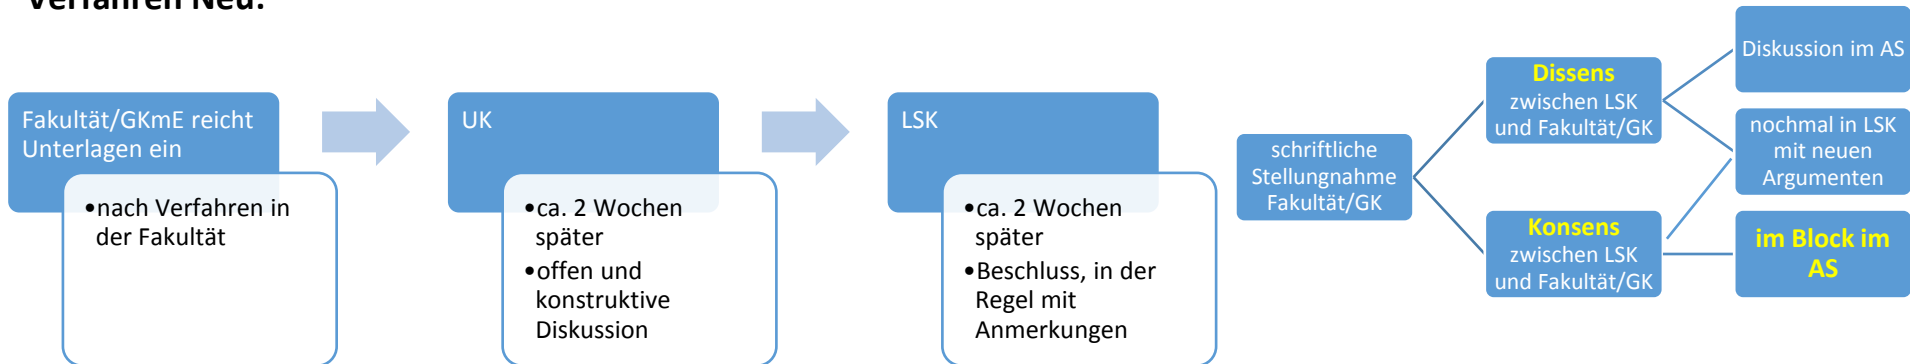 Verfahren Neu:
Fakultät/GKmE reicht
Unterlagen ein
•nach Verfahren in
der Fakultät
UK
•ca. 2 Wochen
später
•offen und
konstruktive
Diskussion
LSK
•ca. 2 Wochen
später
•Beschluss, in der
Regel mit
Anmerkungen
schriftliche
Stellungnahme
Fakultät/GK
Dissens
zwischen LSK
und Fakultät/GK
Konsens
zwischen LSK
und Fakultät/GK
Diskussion im AS
nochmal in LSK
mit neuen
Argumenten
im Block im
AS